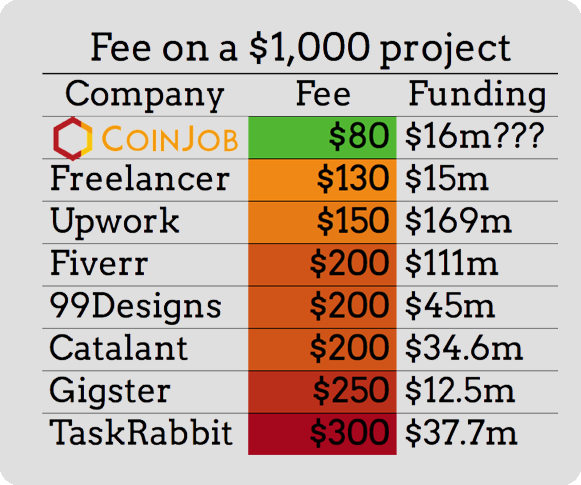 Fee on a $1,000 project
Company Fee Funding
COINJOB $80 $16m???
Freelancer $130 $15m
Upwork $150 $169m
Fiverr $200 $111m
99Designs $200 $45m
Catalant $200 $34.6m
Gigster $250 $12.5m
TaskRabbit $300 $37.7m